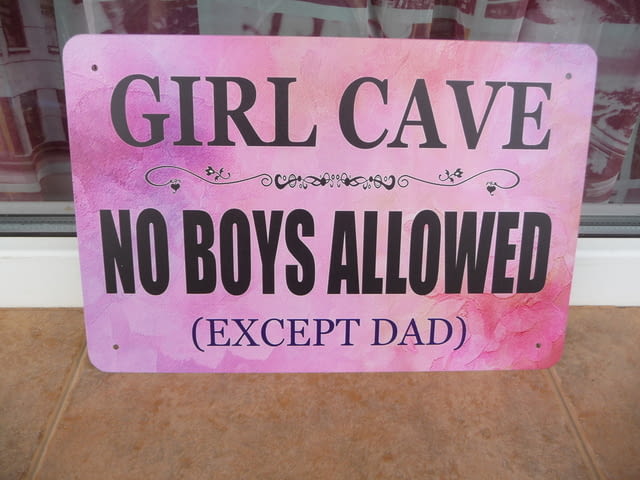 GIRL CAVE
NO BOYS ALLOWED
(EXCEPT DAD)